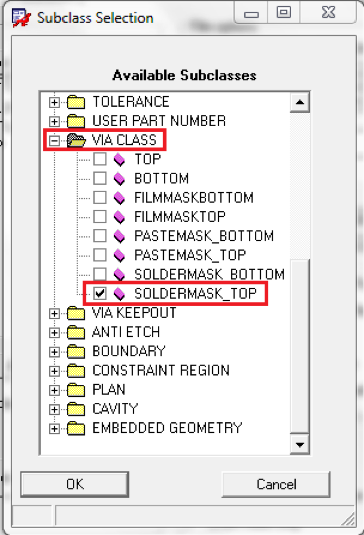 Subclass Selection
Available Subclasses
TOLERANCE
USER PART NUMBER
VIA CLASS
TOP
BOTTOM
FILMMASKBOTTOM
FILMMASKTOP
PASTEMASK_BOTTOM
PASTEMASK_TOP
SOLDERMASK_BOTTOM
SOLDERMASK_TOP
VIA KEEPOUT
ANTI ETCH
BOUNDARY
CONSTRAINT REGION
PLAN
CAVITY
EMBEDDED GEOMETRY
OK Cancel